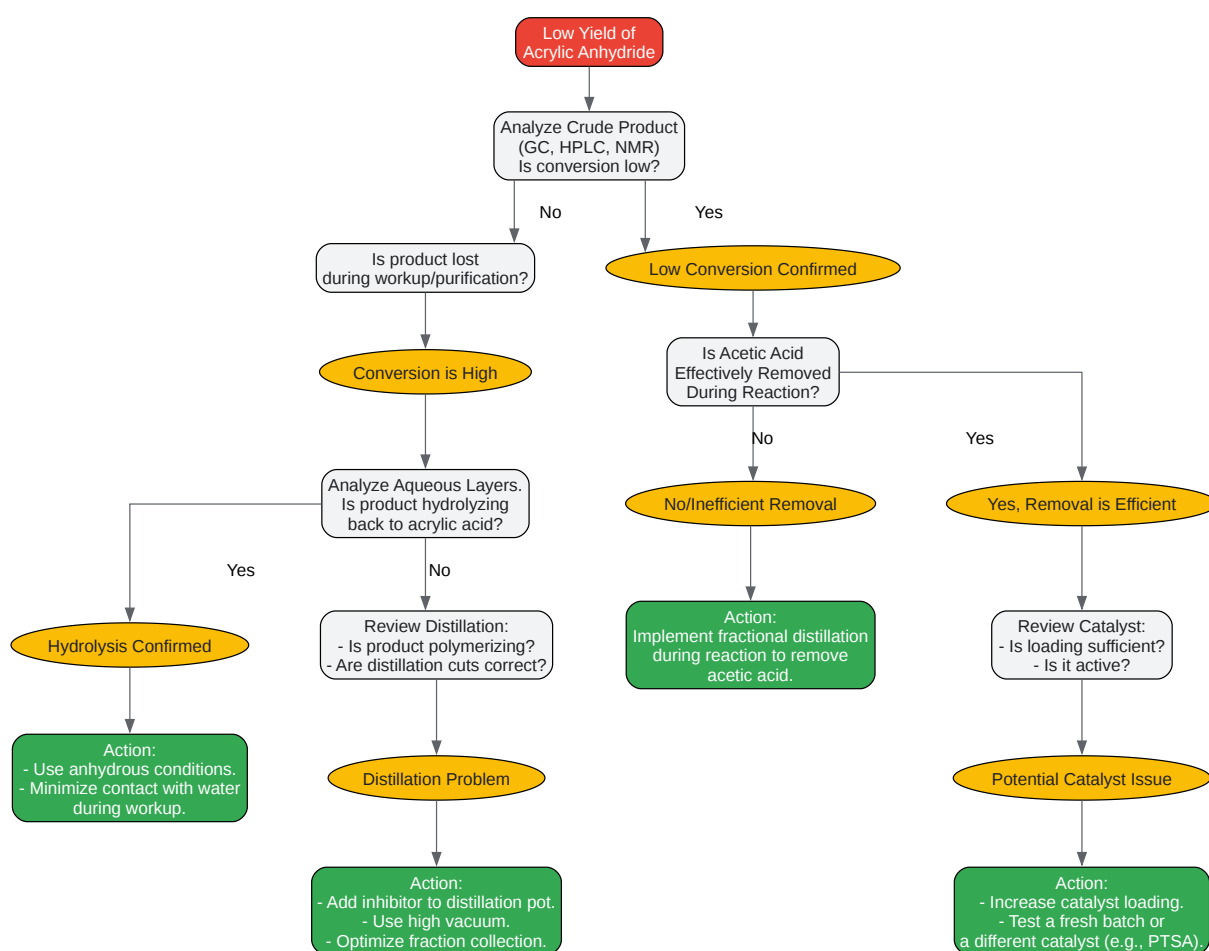 Low Yield of
Acrylic Anhydride
Analyze Crude Product
(GC, HPLC, NMR)
Is conversion low?
No
Yes
Is product lost
during workup/purification?
Low Conversion Confirmed
Conversion is High
Is Acetic Acid
Effectively Removed
During Reaction?
No
Yes
Analyze Aqueous Layers.
Is product hydrolyzing
back to acrylic acid?
No/Inefficient Removal
Yes, Removal is Efficient
Yes
No
Hydrolysis Confirmed
Review Distillation:
- Is product polymerizing?
- Are distillation cuts correct?
Action:
Implement fractional distillation
during reaction to remove
acetic acid.
Review Catalyst:
- Is loading sufficient?
- Is it active?
Action:
- Use anhydrous conditions.
- Minimize contact with water
during workup.
Distillation Problem
Potential Catalyst Issue
Action:
- Add inhibitor to distillation pot.
- Use high vacuum.
- Optimize fraction collection.
Action:
- Increase catalyst loading.
- Test a fresh batch or
a different catalyst (e.g., PTSA).